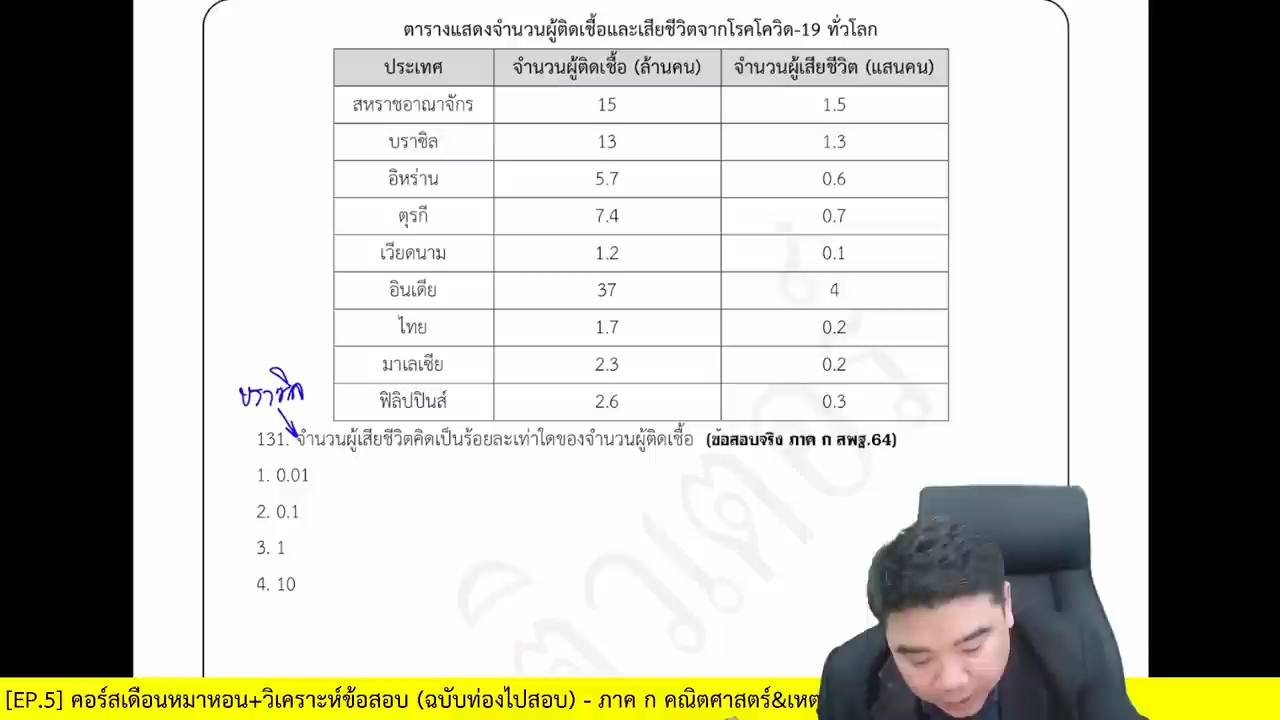 ตารางแสดงจำนวนผู้ติดเชื้อและเสียชีวิตจากโรคโควิด-19 ทั่วโลก
ประเทศ จำนวนผู้ติดเชื้อ (ล้านคน) จำนวนผู้เสียชีวิต (แสนคน)
สหราชอาณาจักร 15 1.5
บราซิล 13 1.3
อิหร่าน 5.7 0.6
ตุรกี 7.4 0.7
เวียดนาม 1.2 0.1
อินเดีย 37 4
ไทย 1.7 0.2
มาเลเซีย 2.3 0.2
ฟิลิปปินส์ 2.6 0.3
บราซิล
131. จำนวนผู้เสียชีวิตคิดเป็นร้อยละเท่าใดของจำนวนผู้ติดเชื้อ (ข้อสอบจริง ภาค ก สพฐ.64)
1. 0.01
2. 0.1
3. 1
4. 10
[EP.5] คอร์สเดือนหมาหอน+วิเคราะห์ข้อสอบ (ฉบับท่องไปสอบ) - ภาค ก คณิตศาสตร์&เหตุ